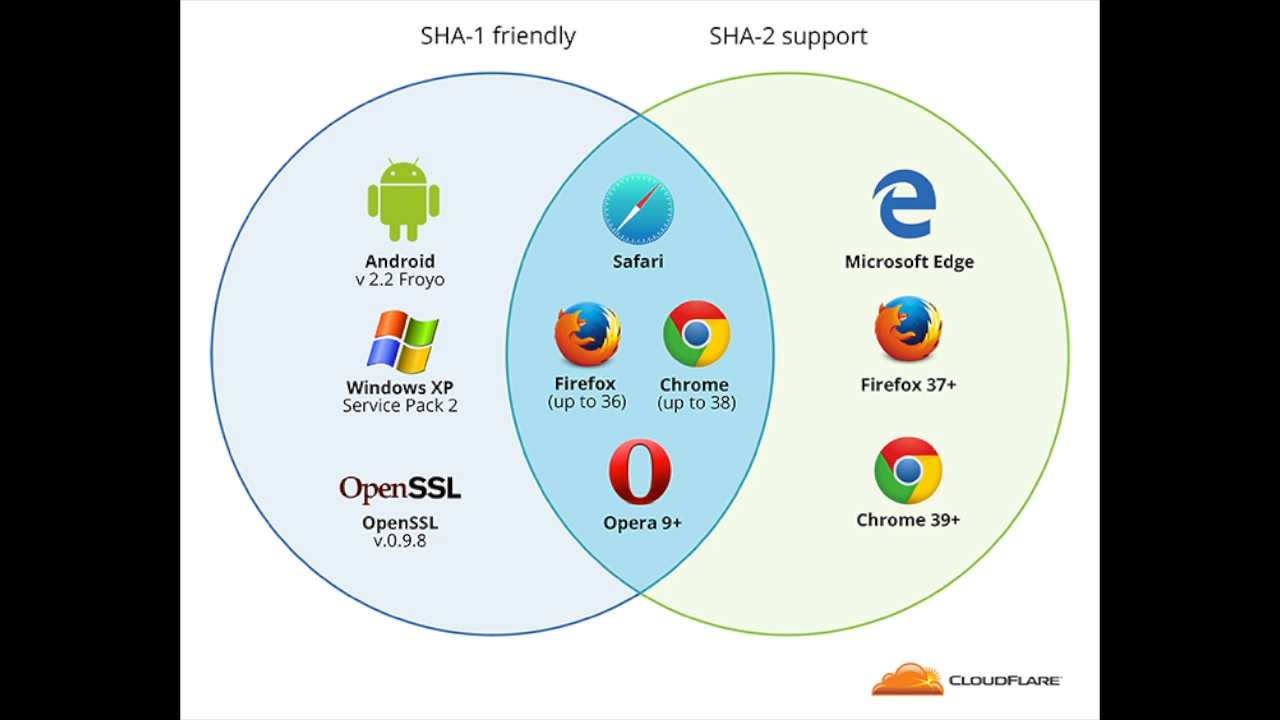 SHA-1 friendly
SHA-2 support
Android
v 2.2 Froyo
Windows XP
Service Pack 2
OpenSSL
OpenSSL
v.0.9.8
Safari
Firefox
(up to 36)
Chrome
(up to 38)
Opera 9+
Microsoft Edge
Firefox 37+
Chrome 39+
CLOUDFLARE